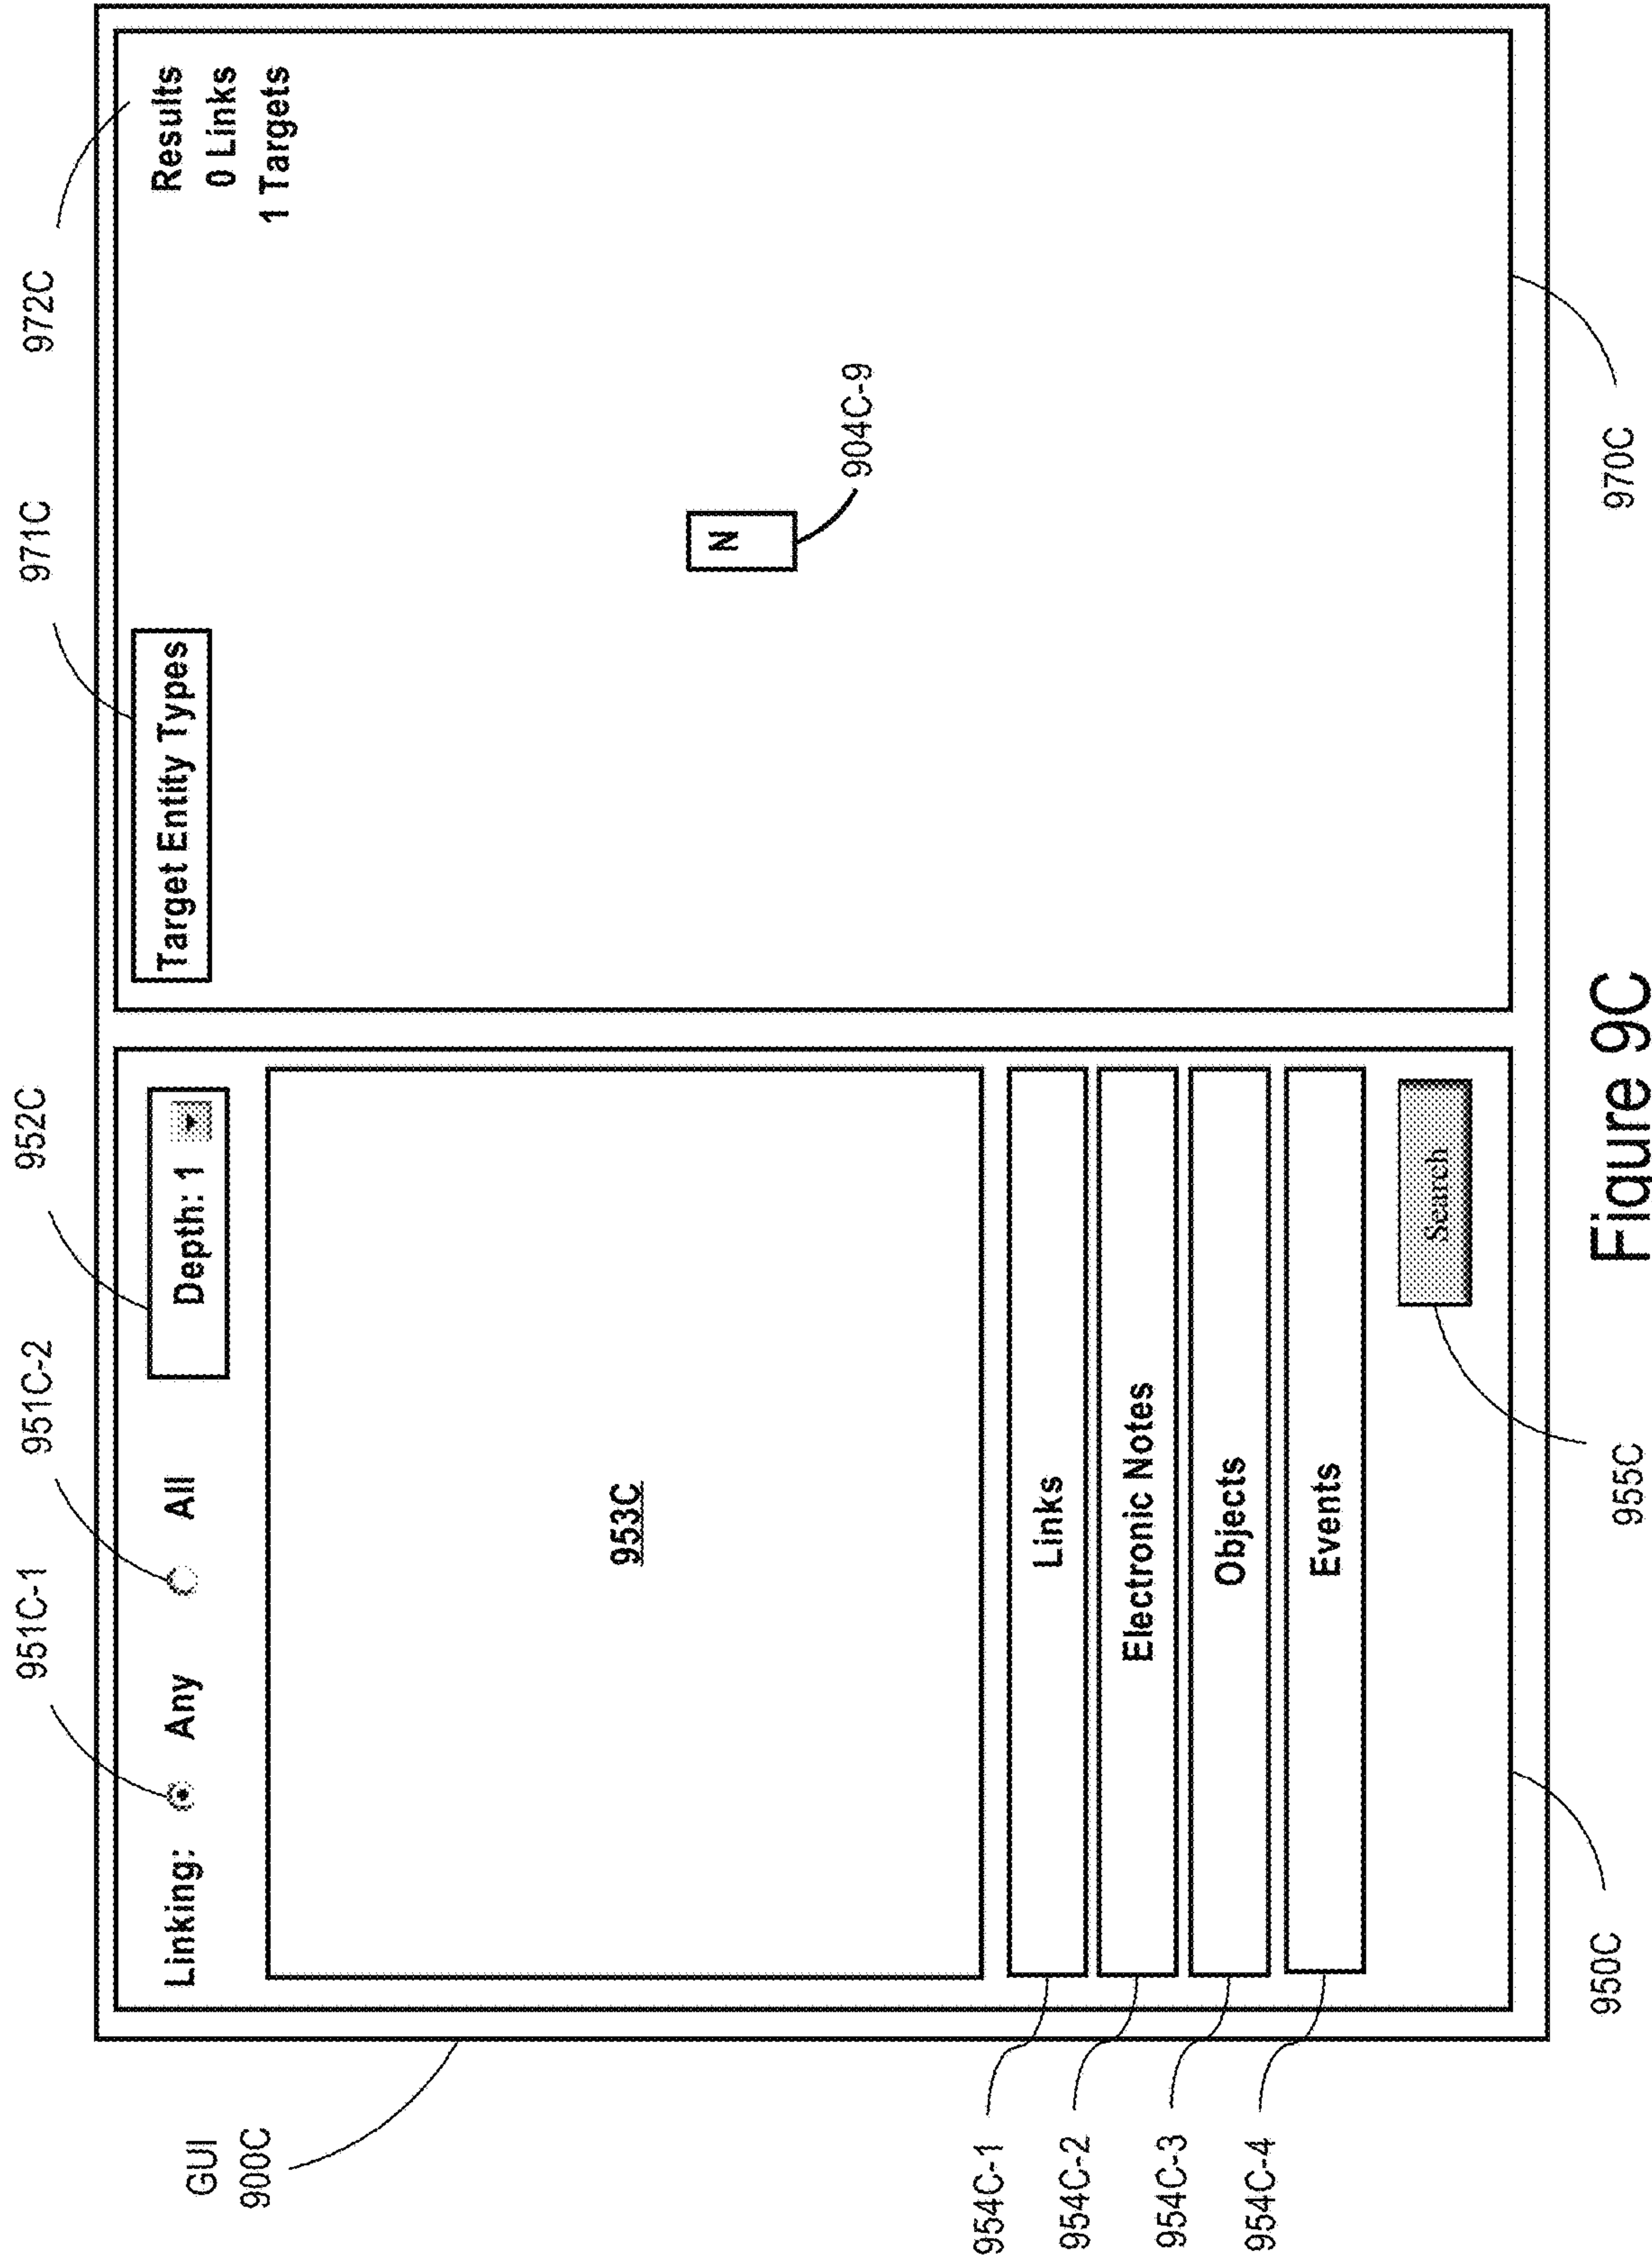 951C-1
951C-2
952C
971C
972C
GUI
900C
Linking:
Any
All
Depth: 1
Target Entity Types
Results
0 Links
1 Targets
953C
N
904C-9
954C-1
954C-2
954C-3
954C-4
Links
Electronic Notes
Objects
Events
Search
950C
955C
970C
Figure 9C